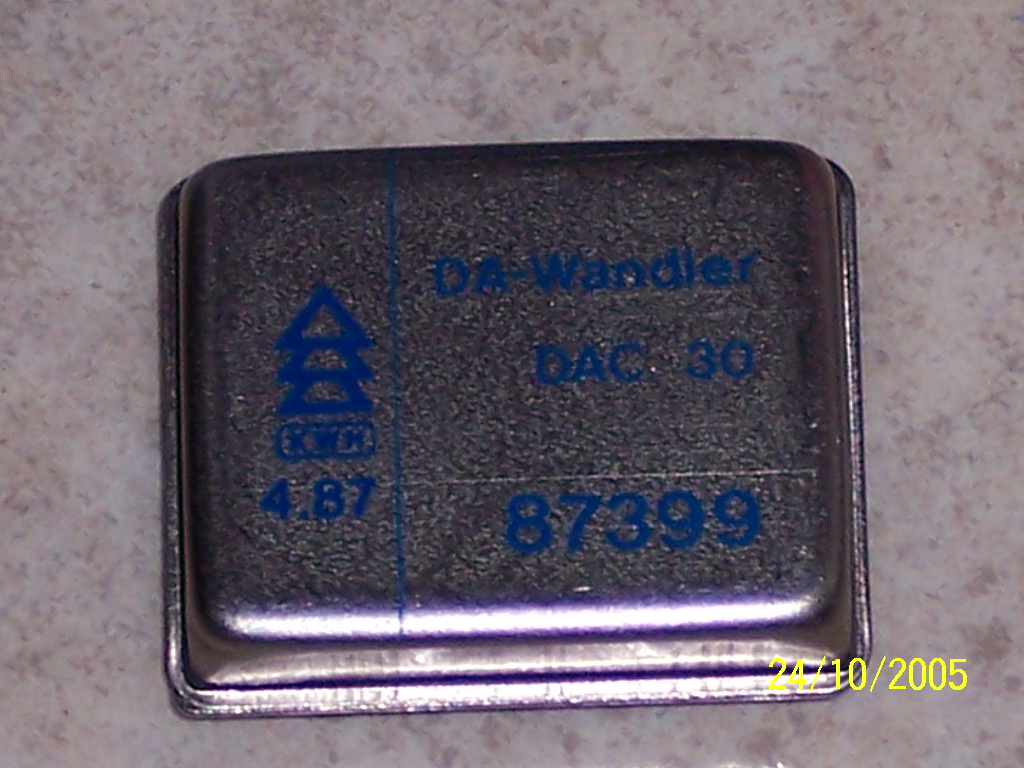 DA-Wandler
DAC 30
KWH
4.87
87399
24/10/2005